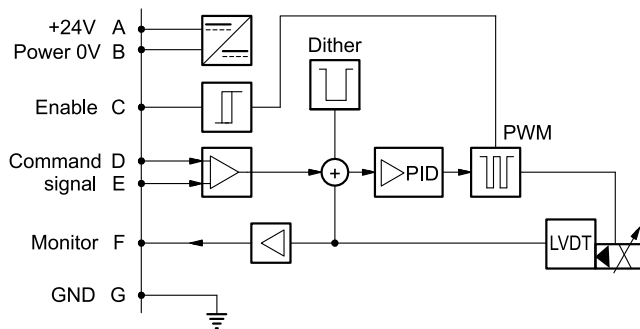 +24V A
Power 0V B
Dither
Enable C
PWM
Command D
signal E
+
PID
Monitor F
LVDT
GND G